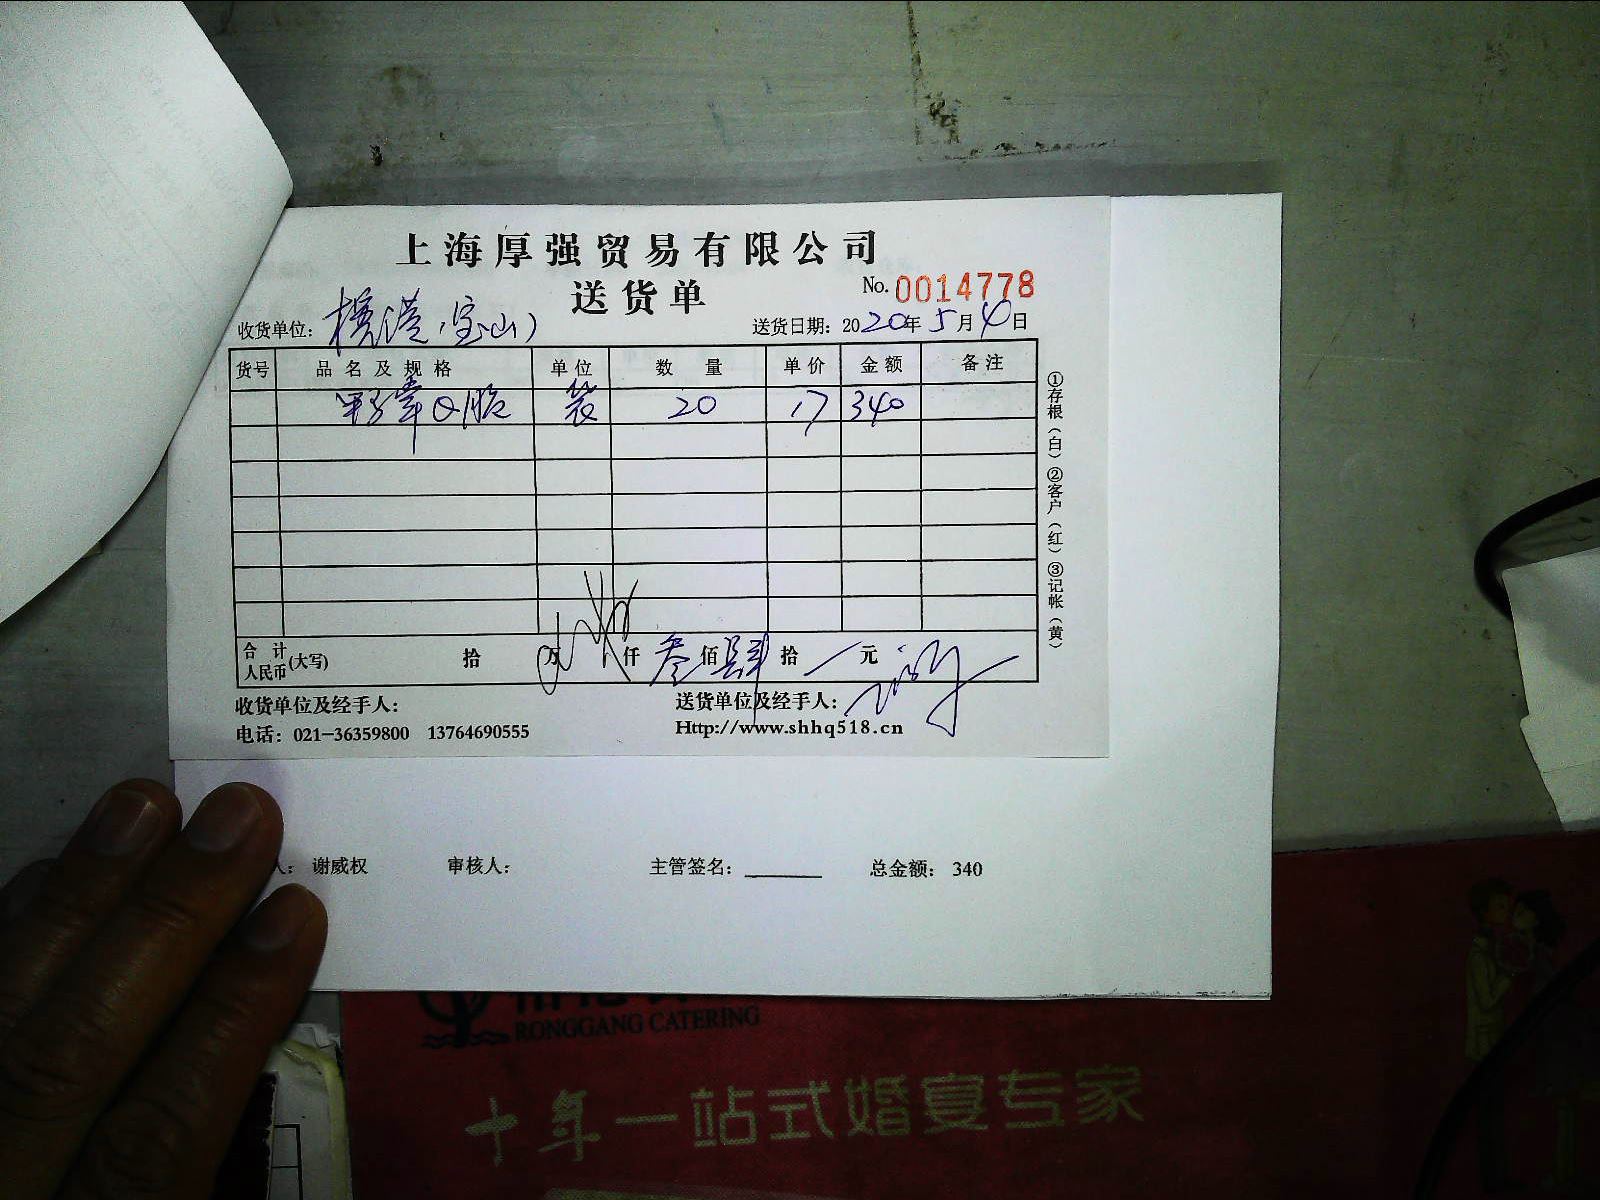 上海厚强贸易有限公司
送货单
No. 0014778
收货单位: 横港(宝山)
送货日期: 2020年5月4日
货号 品名及规格 单位 数量 单价 金额 备注
袋 20 17 340
合计人民币(大写) 拾 万 仟 叁佰肆拾 元
①存根(白) ②客户(红) ③记帐(黄)
收货单位及经手人:
送货单位及经手人:
电话: 021-36359800 13764690555
Http://www.shhq518.cn
人: 谢威权 审核人: 主管签名: 总金额: 340
RONGGANG CATERING
十年一站式婚宴专家